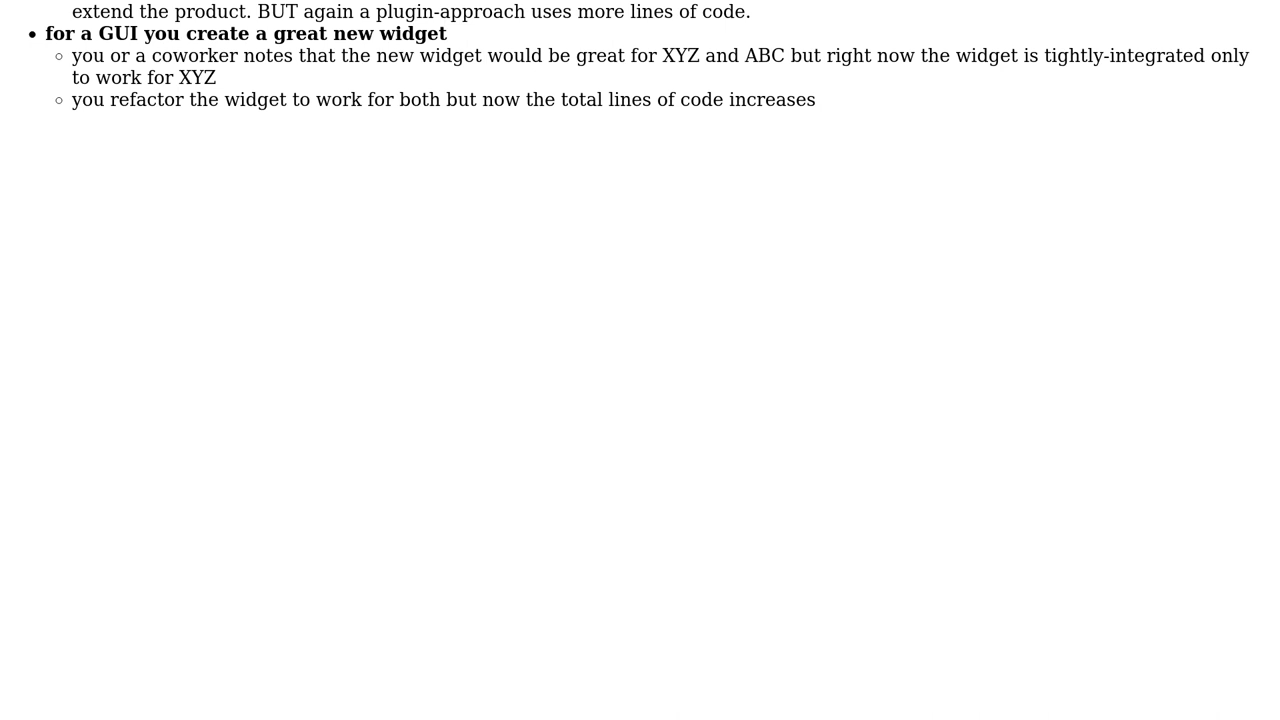 extend the product. BUT again a plugin-approach uses more lines of code.
• for a GUI you create a great new widget
◦ you or a coworker notes that the new widget would be great for XYZ and ABC but right now the widget is tightly-integrated only
to work for XYZ
◦ you refactor the widget to work for both but now the total lines of code increases